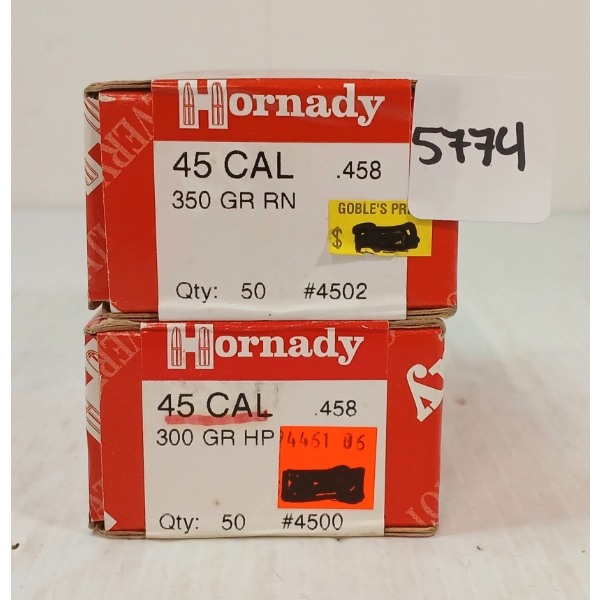 Hornady
5774
45 CAL .458
350 GR RN
GOBLE'S PR
$
Qty: 50 #4502
Hornady
45 CAL .458
300 GR HP
4461 06
Qty: 50 #4500